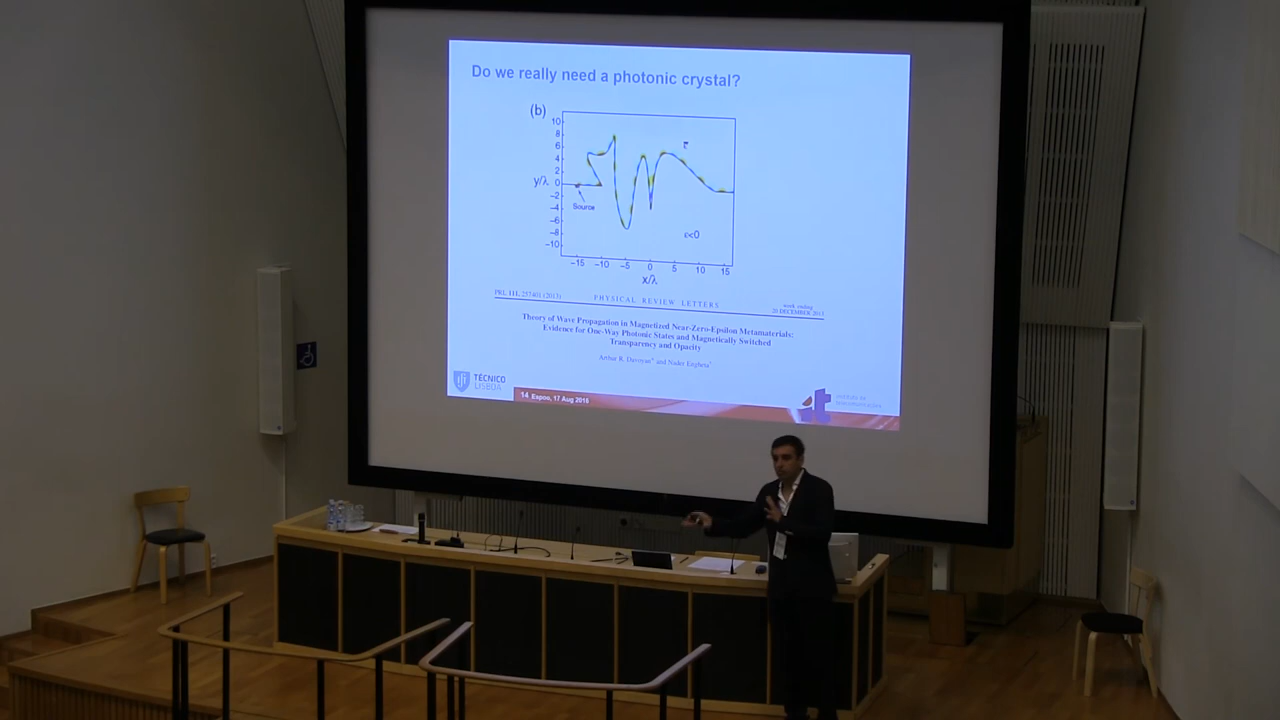 Do we really need a photonic crystal?
(b)
10
8
6
4
2
y/λ 0
−2
−4
−6
−8
−10
Source
ε<0
−15 −10 −5 0 5 10 15
x/λ
PRL 111, 257401 (2013) PHYSICAL REVIEW LETTERS week ending
20 DECEMBER 2013
Theory of Wave Propagation in Magnetized Near-Zero-Epsilon Metamaterials:
Evidence for One-Way Photonic States and Magnetically Switched
Transparency and Opacity
Arthur R. Davoyan* and Nader Engheta*
TÉCNICO
LISBOA
14 Espoo, 17 Aug 2018